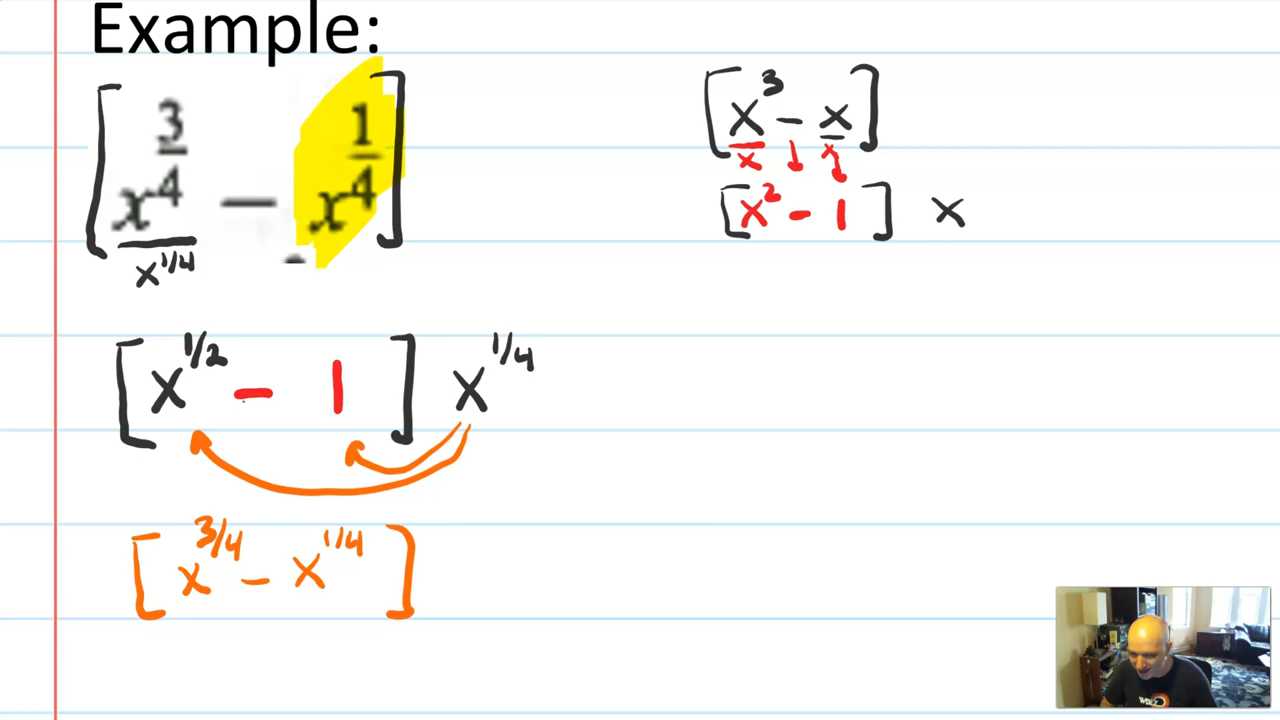 Example:
[x^(3/4) − x^(1/4)]
x^(1/4)
[x^(1/2) − 1] x^(1/4)
[x^(3/4) − x^(1/4)]
[x^3 − x]
x x
[x^2 − 1] x